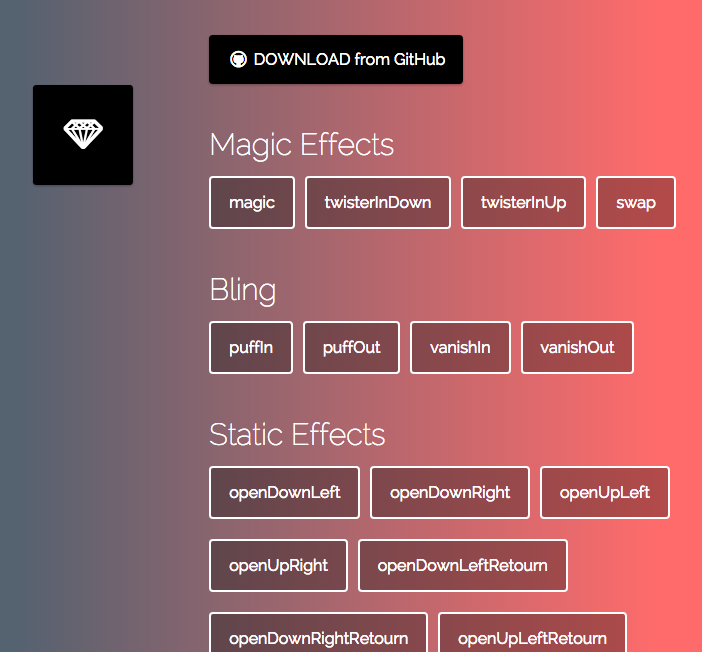 DOWNLOAD from GitHub
Magic Effects
magic twisterInDown twisterInUp swap
Bling
puffIn puffOut vanishIn vanishOut
Static Effects
openDownLeft openDownRight openUpLeft
openUpRight openDownLeftRetourn
openDownRightRetourn openUpLeftRetourn